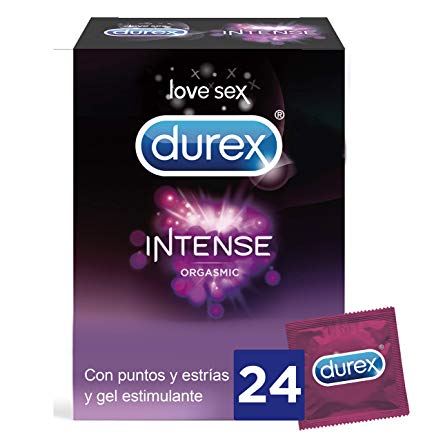 love sex
durex®
INTENSE
ORGASMIC
Con puntos y estrías
y gel estimulante
24
durex